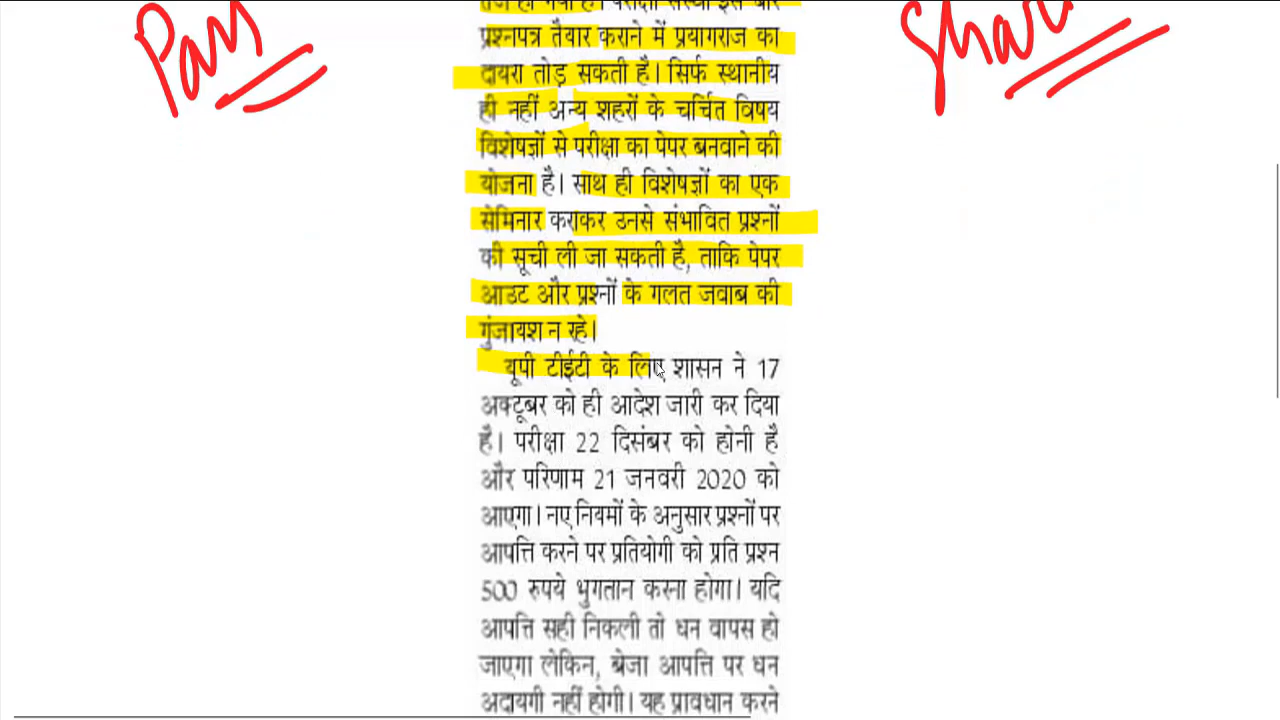 तेज हो गया है। परीक्षा संस्था इस बार
Pary
प्रश्नपत्र तैयार कराने में प्रयागराज का
दायरा तोड़ सकती है। सिर्फ स्थानीय
ही नहीं अन्य शहरों के चर्चित विषय
विशेषज्ञों से परीक्षा का पेपर बनवाने की
योजना है। साथ ही विशेषज्ञों का एक
सेमिनार कराकर उनसे संभावित प्रश्नों
की सूची ली जा सकती है, ताकि पेपर
आउट और प्रश्नों के गलत जवाब की
गुंजायश न रहे।
यूपी टीईटी के लिए शासन ने 17
अक्टूबर को ही आदेश जारी कर दिया
है। परीक्षा 22 दिसंबर को होनी है
और परिणाम 21 जनवरी 2020 को
आएगा। नए नियमों के अनुसार प्रश्नों पर
आपत्ति करने पर प्रतियोगी को प्रति प्रश्न
500 रुपये भुगतान करना होगा। यदि
आपत्ति सही निकली तो धन वापस हो
जाएगा लेकिन, बेजा आपत्ति पर धन
अदायगी नहीं होगी। यह प्रावधान करने